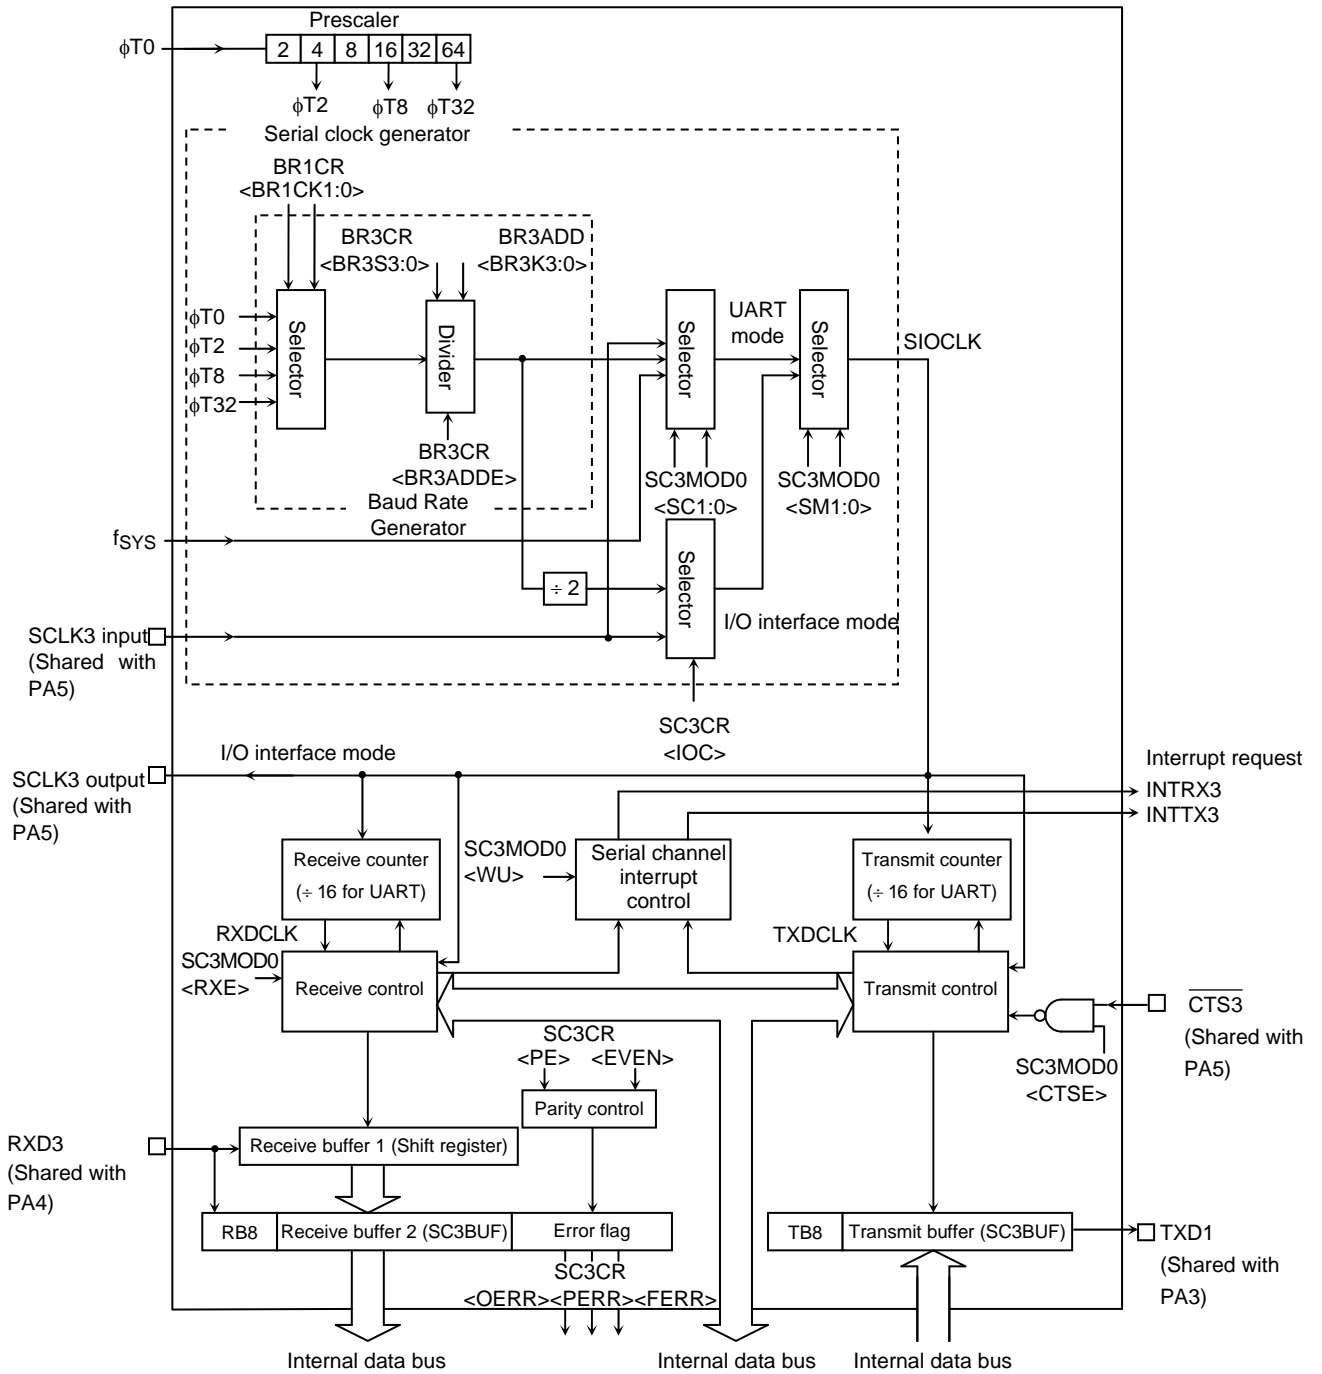 Prescaler
ϕT0
2 4 8 16 32 64
ϕT2 ϕT8 ϕT32
Serial clock generator
BR1CR
<BR1CK1:0>
BR3CR
<BR3S3:0>
BR3ADD
<BR3K3:0>
ϕT0
ϕT2
ϕT8
ϕT32
Selector
Divider
Selector
UART
mode
Selector
SIOCLK
BR3CR
<BR3ADDE>
Baud Rate
Generator
SC3MOD0
<SC1:0>
SC3MOD0
<SM1:0>
fSYS
÷ 2
Selector
I/O interface mode
SCLK3 input
(Shared with
PA5)
SC3CR
<IOC>
I/O interface mode
SCLK3 output
(Shared with
PA5)
Interrupt request
INTRX3
INTTX3
Receive counter
(÷ 16 for UART)
SC3MOD0
<WU>
Serial channel
interrupt
control
Transmit counter
(÷ 16 for UART)
RXDCLK
TXDCLK
SC3MOD0
<RXE>
Receive control
Transmit control
CTS3
(Shared with
PA5)
SC3MOD0
<CTSE>
SC3CR
<PE> <EVEN>
Parity control
RXD3
(Shared with
PA4)
Receive buffer 1 (Shift register)
RB8 Receive buffer 2 (SC3BUF) Error flag
TB8 Transmit buffer (SC3BUF)
TXD1
(Shared with
PA3)
SC3CR
<OERR><PERR><FERR>
Internal data bus Internal data bus Internal data bus